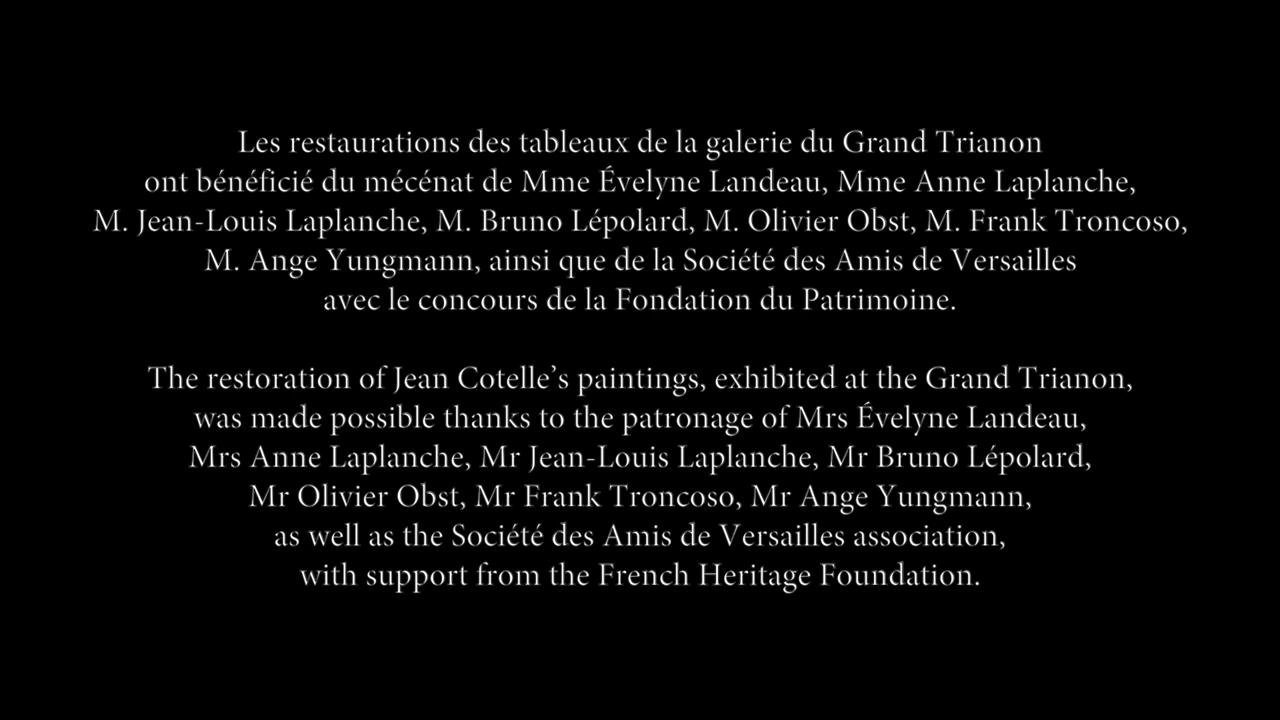 Les restaurations des tableaux de la galerie du Grand Trianon
ont bénéficié du mécénat de Mme Évelyne Landeau, Mme Anne Laplanche,
M. Jean-Louis Laplanche, M. Bruno Lépolard, M. Olivier Obst, M. Frank Troncoso,
M. Ange Yungmann, ainsi que de la Société des Amis de Versailles
avec le concours de la Fondation du Patrimoine.
The restoration of Jean Cotelle’s paintings, exhibited at the Grand Trianon,
was made possible thanks to the patronage of Mrs Évelyne Landeau,
Mrs Anne Laplanche, Mr Jean-Louis Laplanche, Mr Bruno Lépolard,
Mr Olivier Obst, Mr Frank Troncoso, Mr Ange Yungmann,
as well as the Société des Amis de Versailles association,
with support from the French Heritage Foundation.